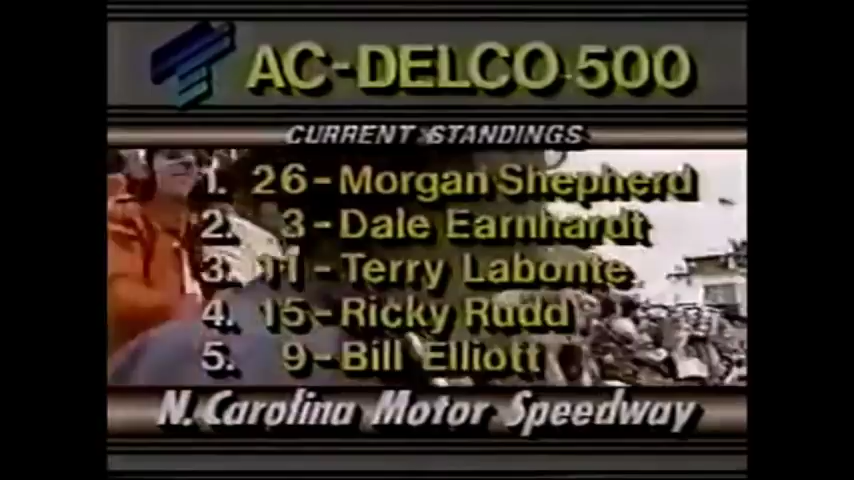 AC-DELCO 500
CURRENT STANDINGS
1. 26-Morgan Shepherd
2. 3-Dale Earnhardt
3. 11-Terry Labonte
4. 15-Ricky Rudd
5. 9-Bill Elliott
N. Carolina Motor Speedway